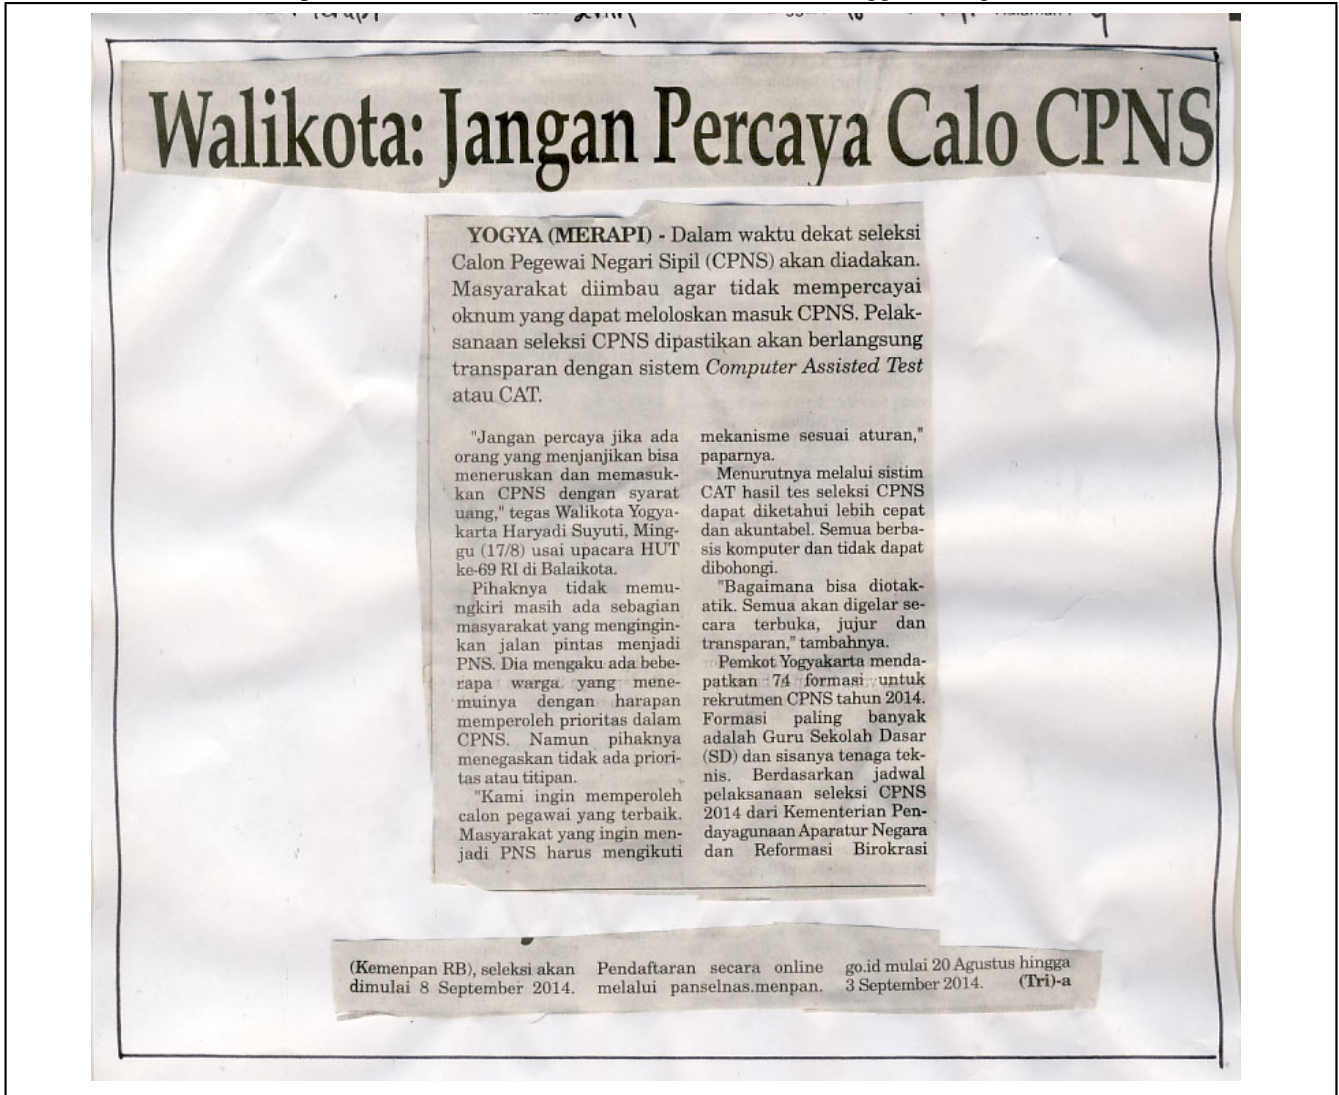 Walikota: Jangan Percaya Calo CPNS
YOGYA (MERAPI) - Dalam waktu dekat seleksi
Calon Pegewai Negari Sipil (CPNS) akan diadakan.
Masyarakat diimbau agar tidak mempercayai
oknum yang dapat meloloskan masuk CPNS. Pelak-
sanaan seleksi CPNS dipastikan akan berlangsung
transparan dengan sistem Computer Assisted Test
atau CAT.
"Jangan percaya jika ada
orang yang menjanjikan bisa
meneruskan dan memasuk-
kan CPNS dengan syarat
uang," tegas Walikota Yogya-
karta Haryadi Suyuti, Ming-
gu (17/8) usai upacara HUT
ke-69 RI di Balaikota.
Pihaknya tidak memu-
ngkiri masih ada sebagian
masyarakat yang mengingin-
kan jalan pintas menjadi
PNS. Dia mengaku ada bebe-
rapa warga yang mene-
muinya dengan harapan
memperoleh prioritas dalam
CPNS. Namun pihaknya
menegaskan tidak ada priori-
tas atau titipan.
"Kami ingin memperoleh
calon pegawai yang terbaik.
Masyarakat yang ingin men-
jadi PNS harus mengikuti
mekanisme sesuai aturan,"
paparnya.
Menurutnya melalui sistim
CAT hasil tes seleksi CPNS
dapat diketahui lebih cepat
dan akuntabel. Semua berba-
sis komputer dan tidak dapat
dibohongi.
"Bagaimana bisa diotak-
atik. Semua akan digelar se-
cara terbuka, jujur dan
transparan," tambahnya.
Pemkot Yogyakarta menda-
patkan 74 formasi untuk
rekrutmen CPNS tahun 2014.
Formasi paling banyak
adalah Guru Sekolah Dasar
(SD) dan sisanya tenaga tek-
nis. Berdasarkan jadwal
pelaksanaan seleksi CPNS
2014 dari Kementerian Pen-
dayagunaan Aparatur Negara
dan Reformasi Birokrasi
(Kemenpan RB), seleksi akan
dimulai 8 September 2014.
Pendaftaran secara online
melalui panselnas.menpan.
go.id mulai 20 Agustus hingga
3 September 2014. (Tri)-a